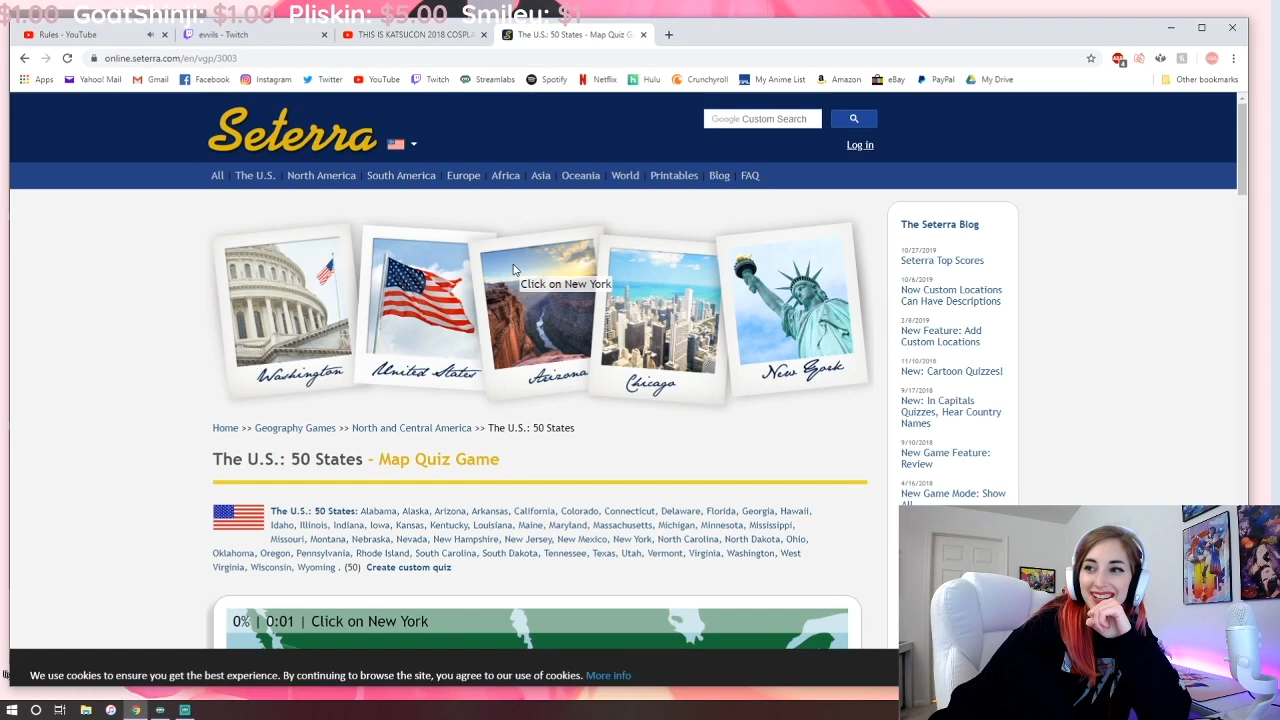 $1.00 GoatShinji: $1.00 Pliskin: $5.00 Smileu: $1
Rules - YouTube
evvils - Twitch
THIS IS KATSUCON 2018 COSPLA
The U.S.: 50 States - Map Quiz G
online.seterra.com/en/vgp/3003
Apps Yahoo! Mail Gmail Facebook Instagram Twitter YouTube Twitch Streamlabs Spotify Netflix Hulu Crunchyroll My Anime List Amazon eBay PayPal My Drive Other bookmarks
Seterra
Google Custom Search
Log in
All The U.S. North America South America Europe Africa Asia Oceania World Printables Blog FAQ
Click on New York
Washington
United States
Arizona
Chicago
New York
Home >> Geography Games >> North and Central America >> The U.S.: 50 States
The U.S.: 50 States - Map Quiz Game
The U.S.: 50 States: Alabama, Alaska, Arizona, Arkansas, California, Colorado, Connecticut, Delaware, Florida, Georgia, Hawaii,
Idaho, Illinois, Indiana, Iowa, Kansas, Kentucky, Louisiana, Maine, Maryland, Massachusetts, Michigan, Minnesota, Mississippi,
Missouri, Montana, Nebraska, Nevada, New Hampshire, New Jersey, New Mexico, New York, North Carolina, North Dakota, Ohio,
Oklahoma, Oregon, Pennsylvania, Rhode Island, South Carolina, South Dakota, Tennessee, Texas, Utah, Vermont, Virginia, Washington, West
Virginia, Wisconsin, Wyoming . (50) Create custom quiz
0% | 0:01 | Click on New York
The Seterra Blog
10/27/2019
Seterra Top Scores
10/6/2019
Now Custom Locations
Can Have Descriptions
3/8/2019
New Feature: Add
Custom Locations
11/10/2018
New: Cartoon Quizzes!
9/17/2018
New: In Capitals
Quizzes, Hear Country
Names
9/10/2018
New Game Feature:
Review
4/16/2018
New Game Mode: Show
All
We use cookies to ensure you get the best experience. By continuing to browse the site, you agree to our use of cookies. More info